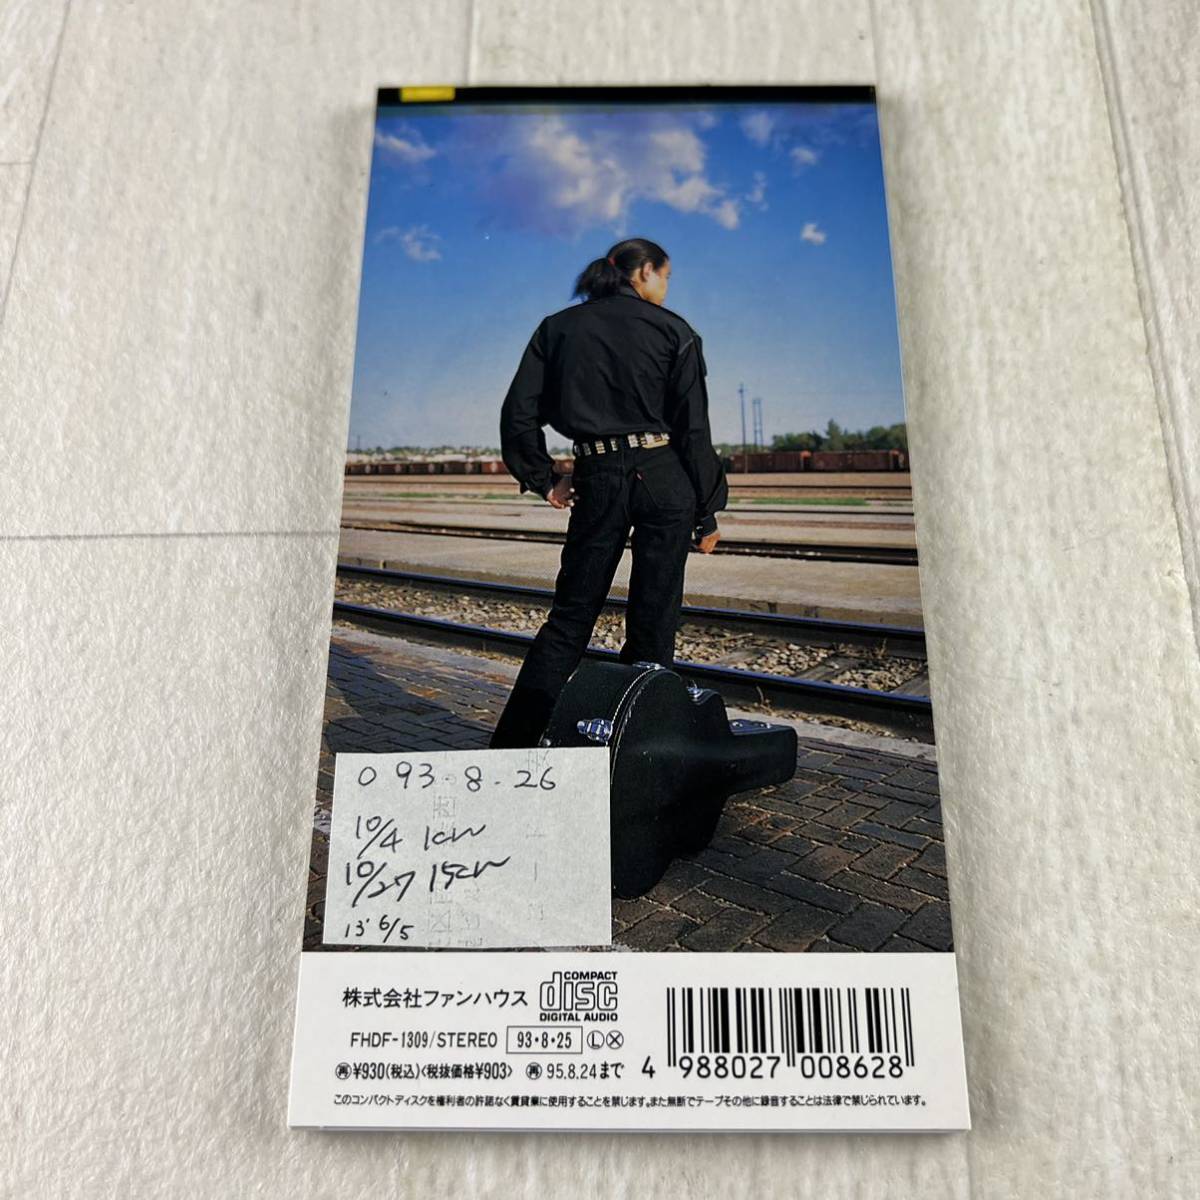 O 93.8.26
10/4 1cw
10/27 15cw
13' 6/5
株式会社ファンハウス COMPACT disc DIGITAL AUDIO
FHDF-1309/STEREO 93・8・25 Ⓛ Ⓧ
再¥930(税込)<税抜価格¥903> 再95.8.24まで
4 988027 008628
このコンパクトディスクを権利者の許諾なく賃貸業に使用することを禁じます。また無断でテープその他に録音することは法律で禁じられています。